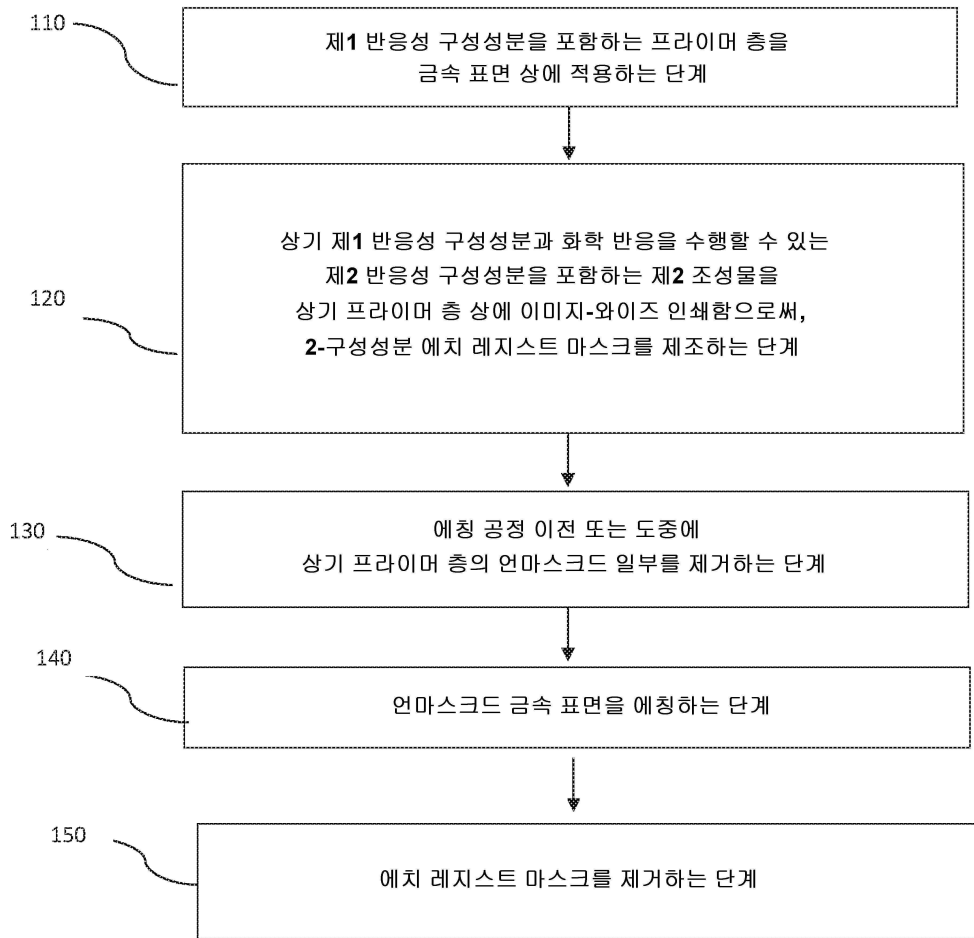 110
제1 반응성 구성성분을 포함하는 프라이머 층을
금속 표면 상에 적용하는 단계
120
상기 제1 반응성 구성성분과 화학 반응을 수행할 수 있는
제2 반응성 구성성분을 포함하는 제2 조성물을
상기 프라이머 층 상에 이미지-와이즈 인쇄함으로써,
2-구성성분 에치 레지스트 마스크를 제조하는 단계
130
에칭 공정 이전 또는 도중에
상기 프라이머 층의 언마스크드 일부를 제거하는 단계
140
언마스크드 금속 표면을 에칭하는 단계
150
에치 레지스트 마스크를 제거하는 단계